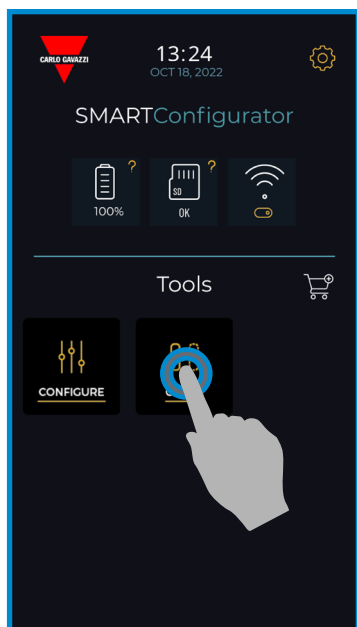 CARLO GAVAZZI
13:24
OCT 18, 2022
SMARTConfigurator
?
?
SD
100%
OK
Tools
CONFIGURE